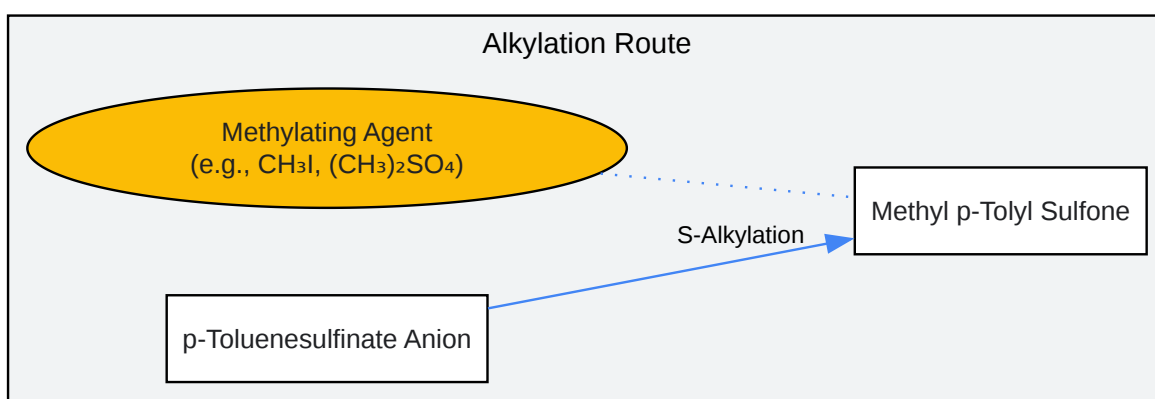 Alkylation Route
Methylating Agent
(e.g., CH₃I, (CH₃)₂SO₄)
Methyl p-Tolyl Sulfone
S-Alkylation
p-Toluenesulfinate Anion